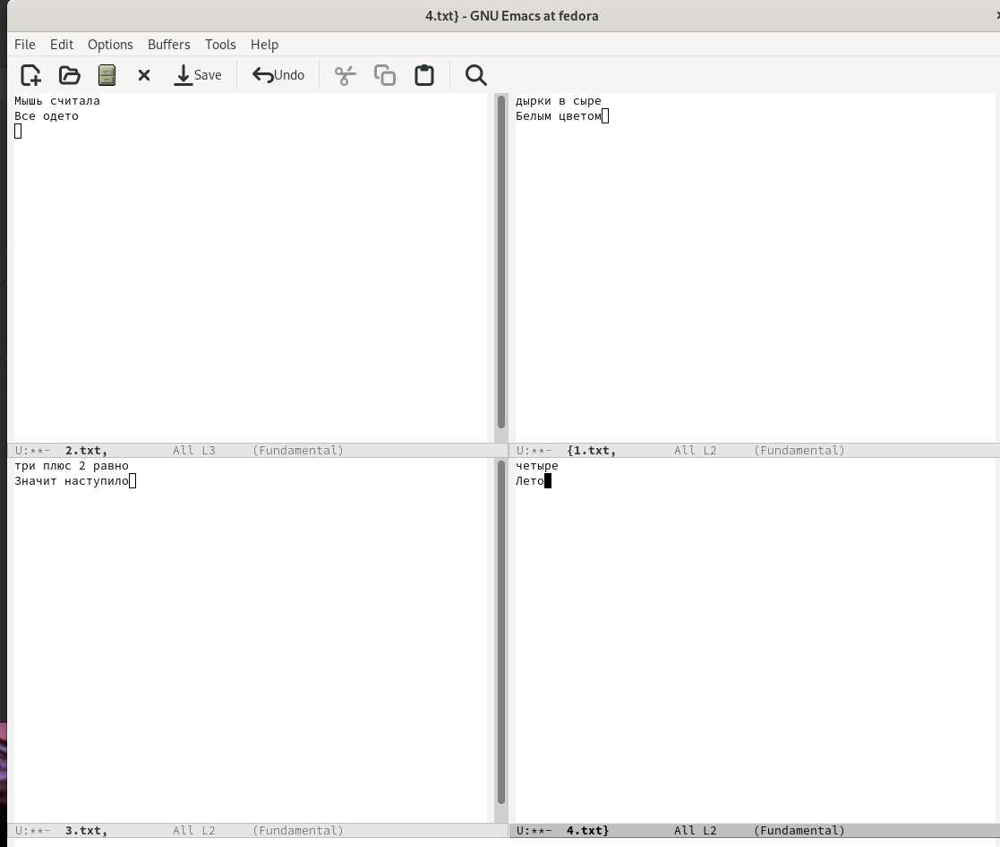 4.txt} - GNU Emacs at fedora
File Edit Options Buffers Tools Help
Save Undo
Мышь считала
Все одето
дырки в сыре
Белым цветом
U:**- 2.txt, All L3 (Fundamental)
U:**- {1.txt, All L2 (Fundamental)
три плюс 2 равно
Значит наступило
четыре
Лето
U:**- 3.txt, All L2 (Fundamental)
U:**- 4.txt} All L2 (Fundamental)